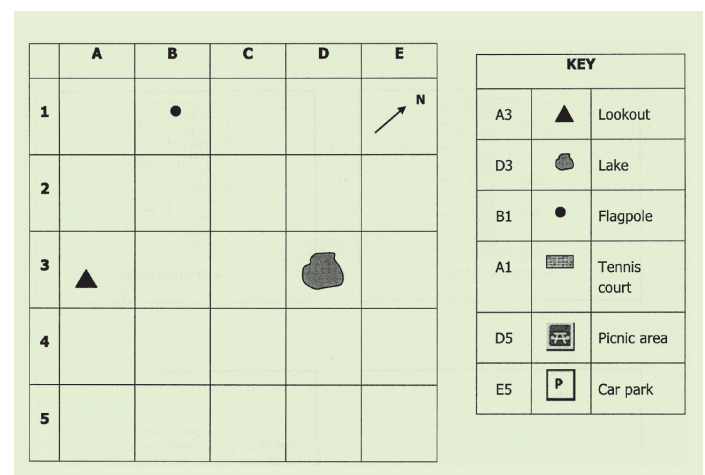 A B C D E
1
N
2
3
4
5
KEY
A3 Lookout
D3 Lake
B1 Flagpole
A1 Tennis
court
D5 Picnic area
E5 P Car park